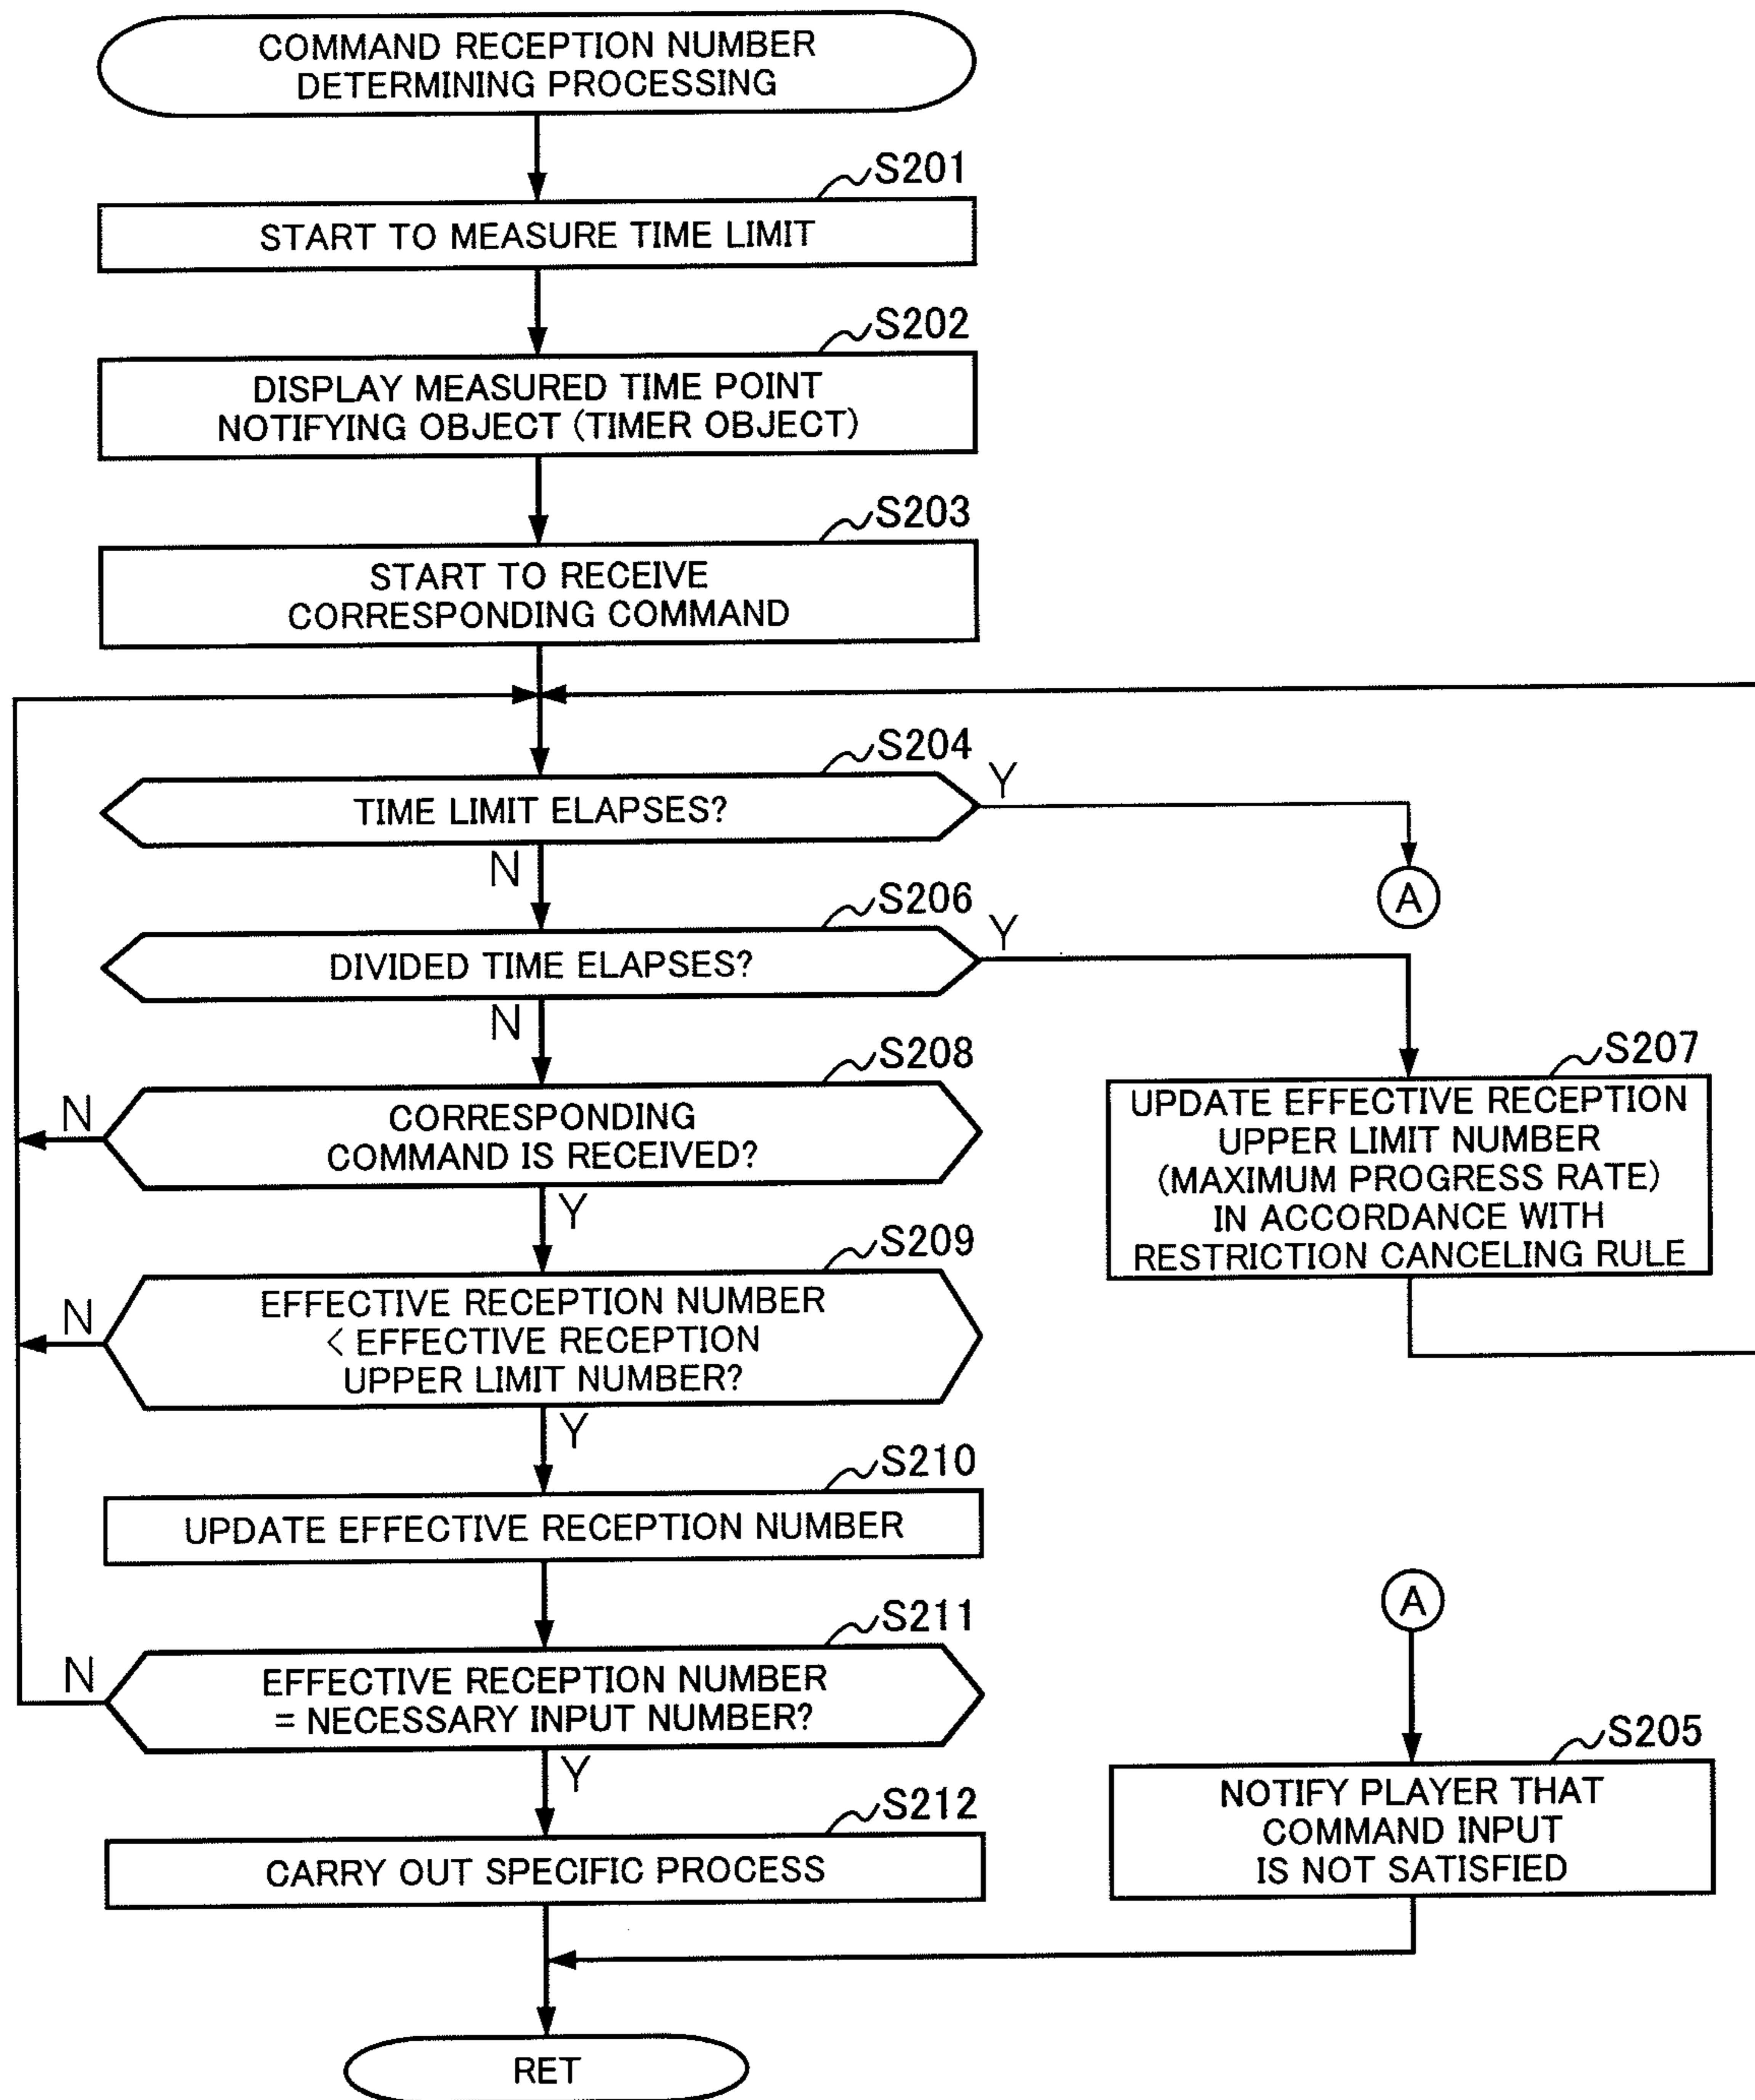 COMMAND RECEPTION NUMBER
DETERMINING PROCESSING
S201
START TO MEASURE TIME LIMIT
S202
DISPLAY MEASURED TIME POINT
NOTIFYING OBJECT (TIMER OBJECT)
S203
START TO RECEIVE
CORRESPONDING COMMAND
S204
TIME LIMIT ELAPSES?
Y
N
A
S206
DIVIDED TIME ELAPSES?
Y
N
S207
UPDATE EFFECTIVE RECEPTION
UPPER LIMIT NUMBER
(MAXIMUM PROGRESS RATE)
IN ACCORDANCE WITH
RESTRICTION CANCELING RULE
S208
CORRESPONDING
COMMAND IS RECEIVED?
N
Y
S209
EFFECTIVE RECEPTION NUMBER
< EFFECTIVE RECEPTION
UPPER LIMIT NUMBER?
N
Y
S210
UPDATE EFFECTIVE RECEPTION NUMBER
S211
EFFECTIVE RECEPTION NUMBER
= NECESSARY INPUT NUMBER?
N
Y
A
S205
NOTIFY PLAYER THAT
COMMAND INPUT
IS NOT SATISFIED
S212
CARRY OUT SPECIFIC PROCESS
RET